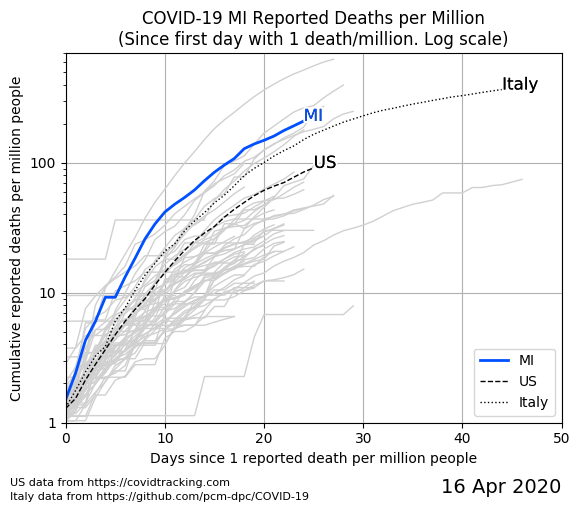 COVID-19 MI Reported Deaths per Million
(Since first day with 1 death/million. Log scale)
Cumulative reported deaths per million people
100
10
1
MI
US
Italy
MI
US
Italy
0
10
20
30
40
50
Days since 1 reported death per million people
US data from https://covidtracking.com
Italy data from https://github.com/pcm-dpc/COVID-19
16 Apr 2020